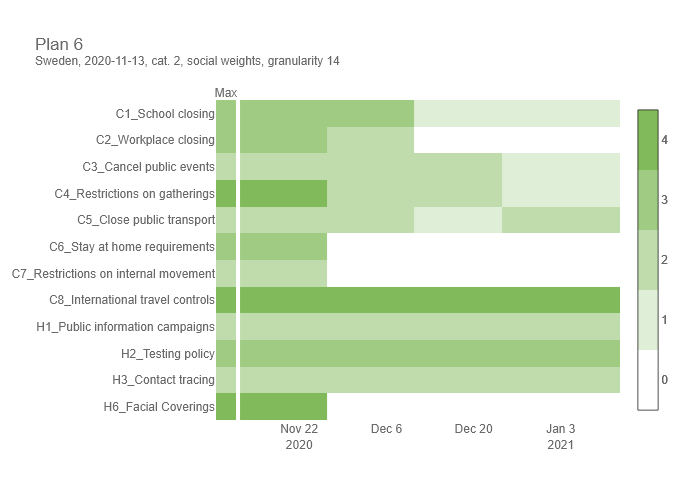 Plan 6
Sweden, 2020-11-13, cat. 2, social weights, granularity 14
Max
C1_School closing
C2_Workplace closing
C3_Cancel public events
C4_Restrictions on gatherings
C5_Close public transport
C6_Stay at home requirements
C7_Restrictions on internal movement
C8_International travel controls
H1_Public information campaigns
H2_Testing policy
H3_Contact tracing
H6_Facial Coverings
Nov 22
2020
Dec 6
Dec 20
Jan 3
2021
4
3
2
1
0